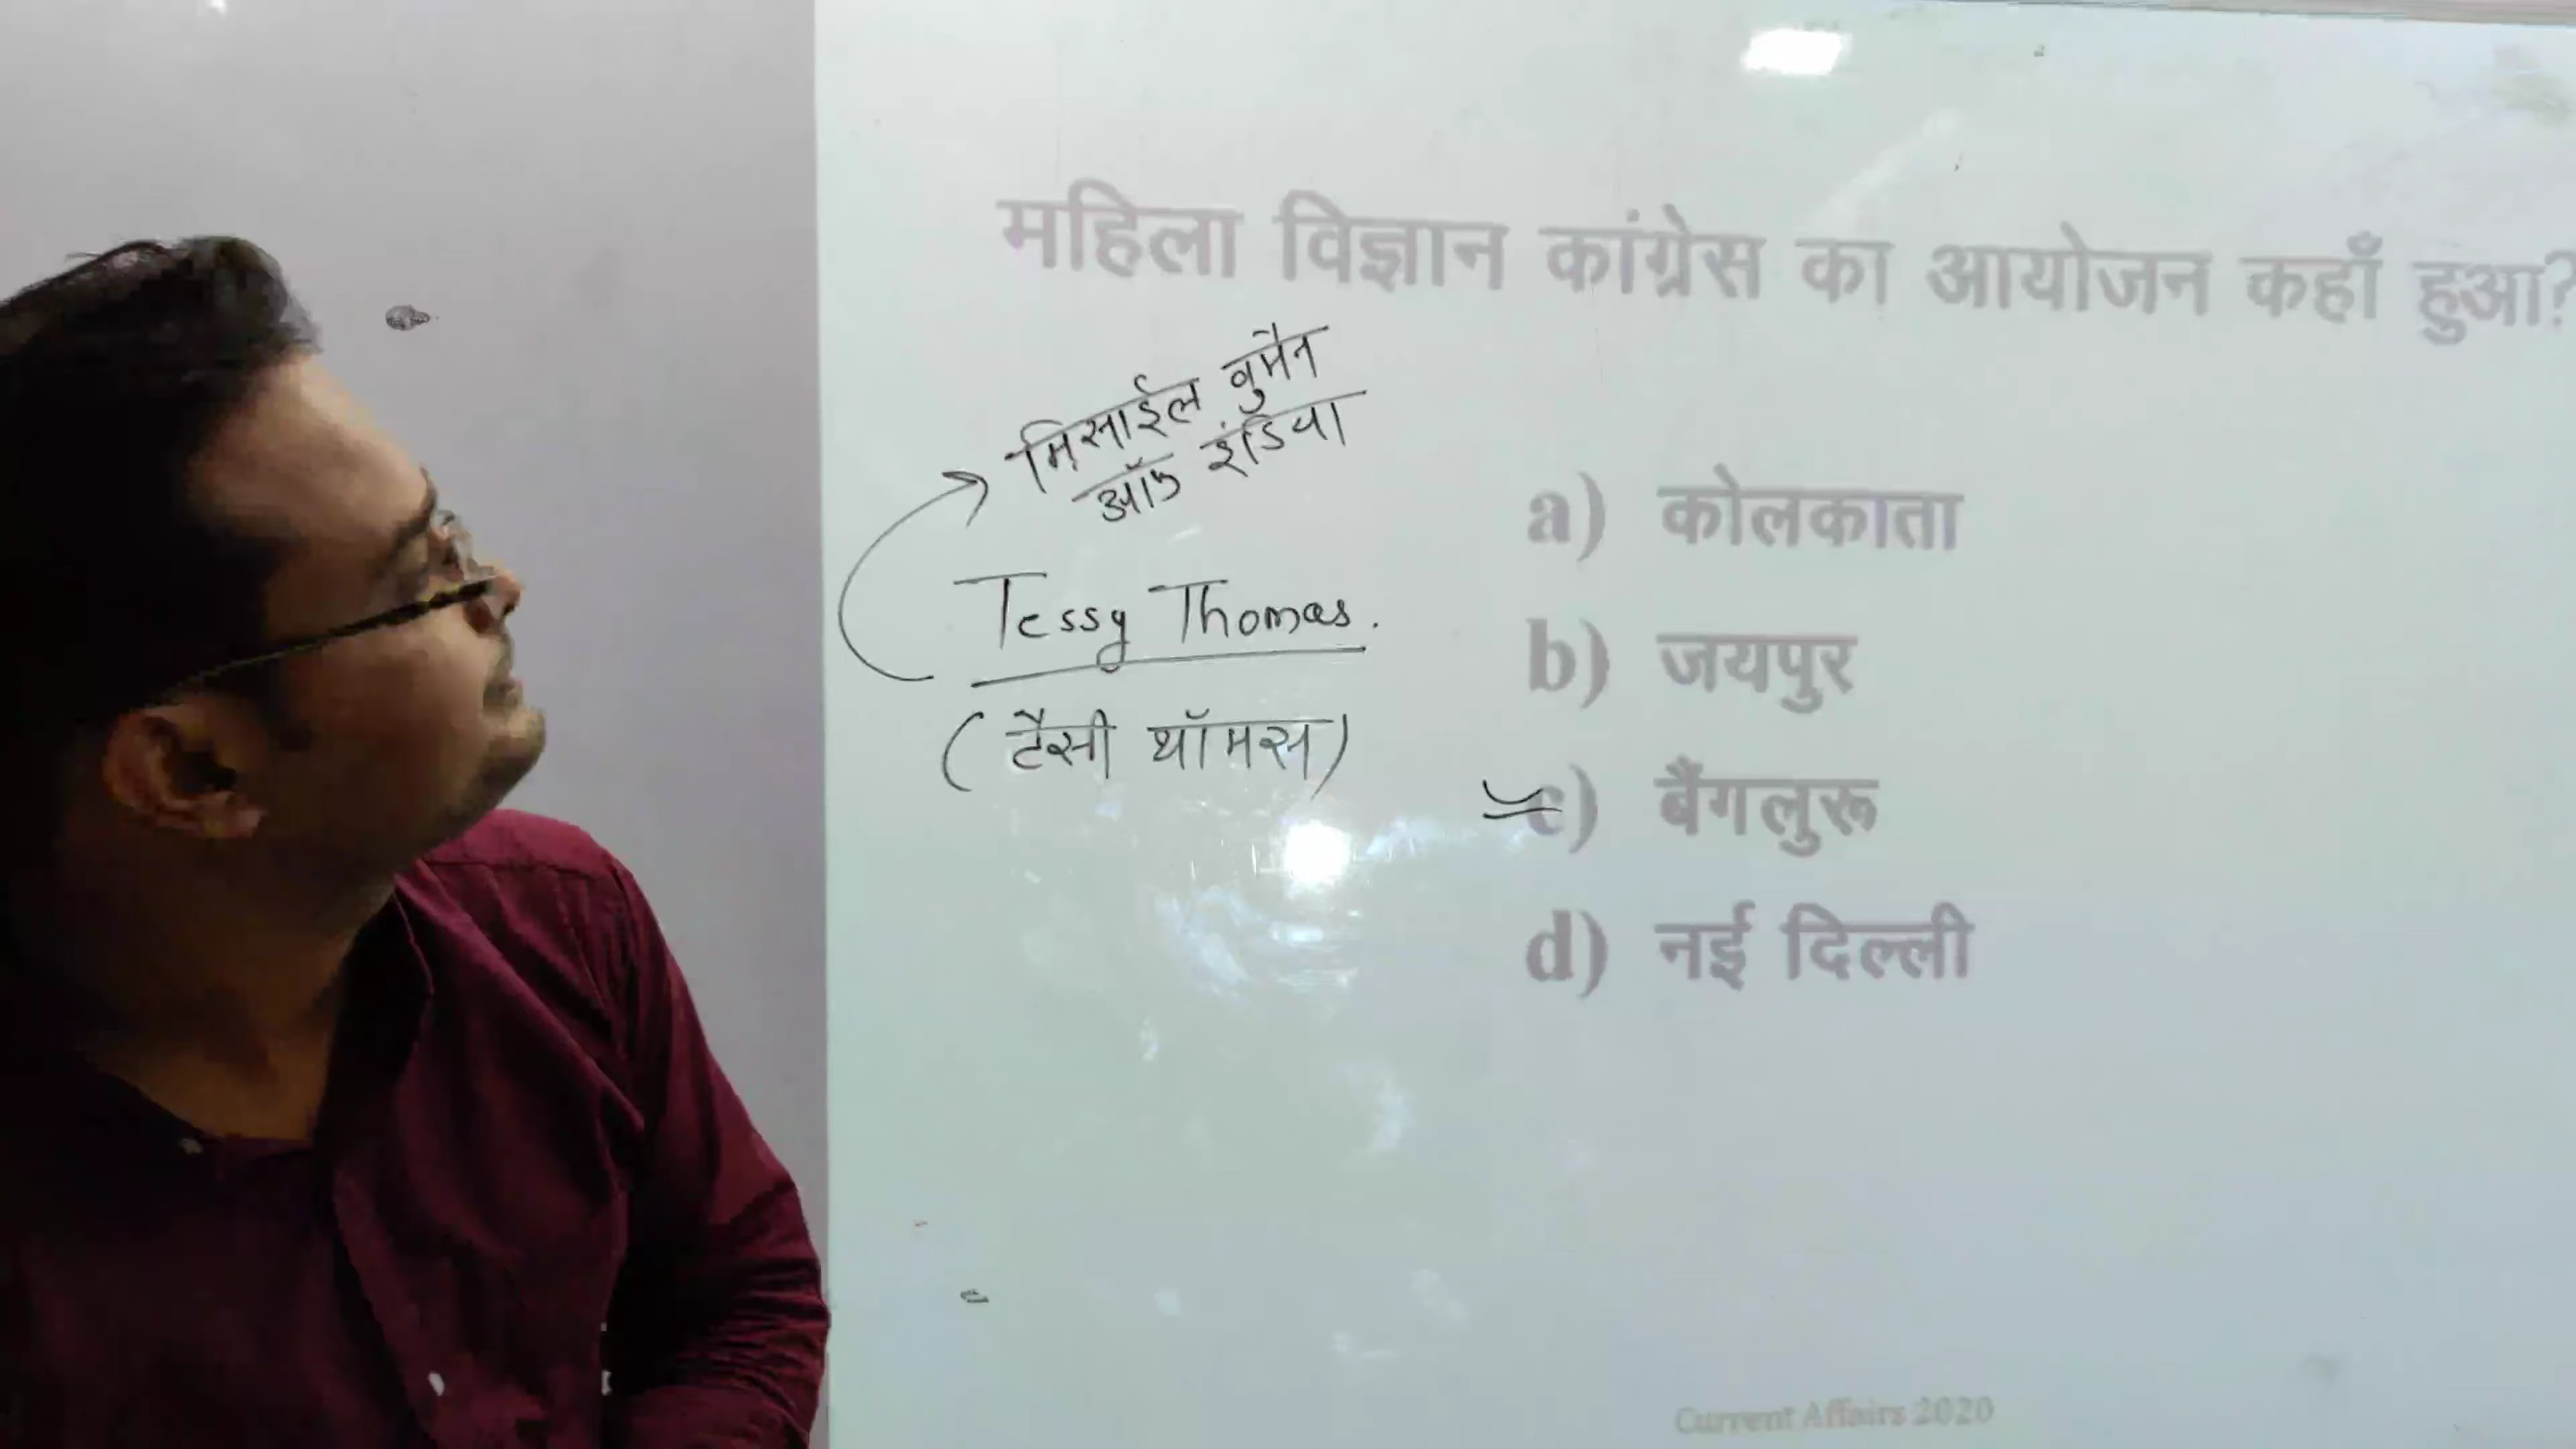 महिला विज्ञान कांग्रेस का आयोजन कहाँ हुआ?
मिसाईल वुमैन
ऑफ इंडिया
Tessy Thomas.
(टैसी थॉमस)
a) कोलकाता
b) जयपुर
c) बैंगलुरू
d) नई दिल्ली
Current Affairs 2020